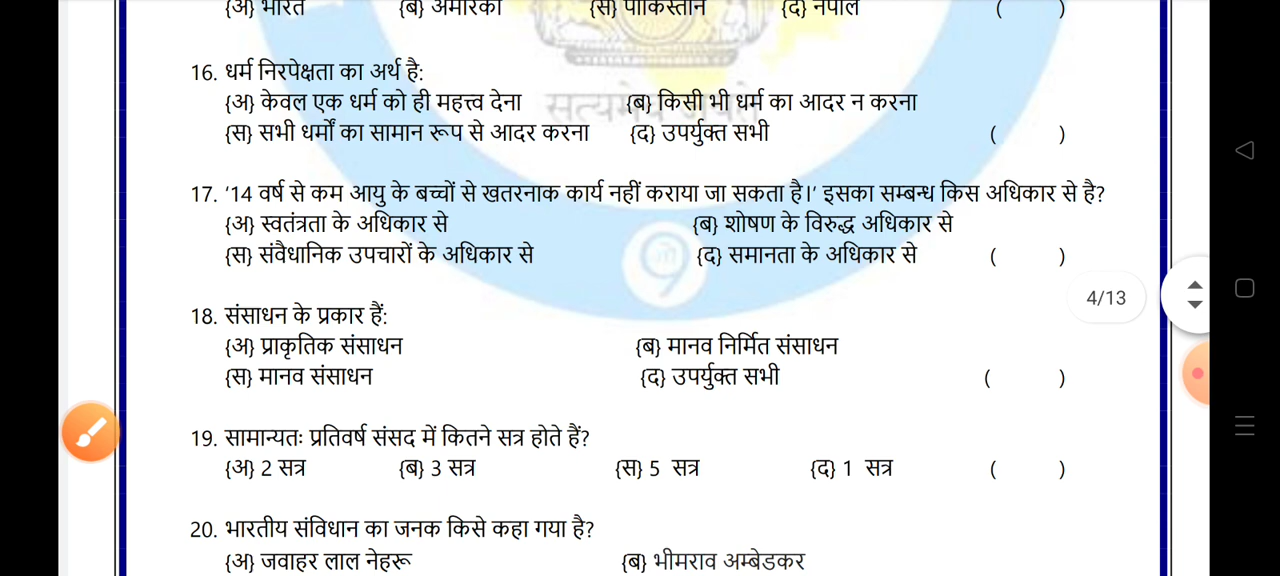 {अ} भारत {ब} अमेरिका {स} पाकिस्तान {द} नेपाल ( )
16. धर्म निरपेक्षता का अर्थ है:
{अ} केवल एक धर्म को ही महत्त्व देना {ब} किसी भी धर्म का आदर न करना
सत्यमेव जयते
{स} सभी धर्मों का सामान रूप से आदर करना {द} उपर्युक्त सभी ( )
17. ‘14 वर्ष से कम आयु के बच्चों से खतरनाक कार्य नहीं कराया जा सकता है।’ इसका सम्बन्ध किस अधिकार से है?
{अ} स्वतंत्रता के अधिकार से {ब} शोषण के विरुद्ध अधिकार से
{स} संवैधानिक उपचारों के अधिकार से {द} समानता के अधिकार से ( )
4/13
18. संसाधन के प्रकार हैं:
{अ} प्राकृतिक संसाधन {ब} मानव निर्मित संसाधन
{स} मानव संसाधन {द} उपर्युक्त सभी ( )
19. सामान्यतः प्रतिवर्ष संसद में कितने सत्र होते हैं?
{अ} 2 सत्र {ब} 3 सत्र {स} 5 सत्र {द} 1 सत्र ( )
20. भारतीय संविधान का जनक किसे कहा गया है?
{अ} जवाहर लाल नेहरू {ब} भीमराव अम्बेडकर